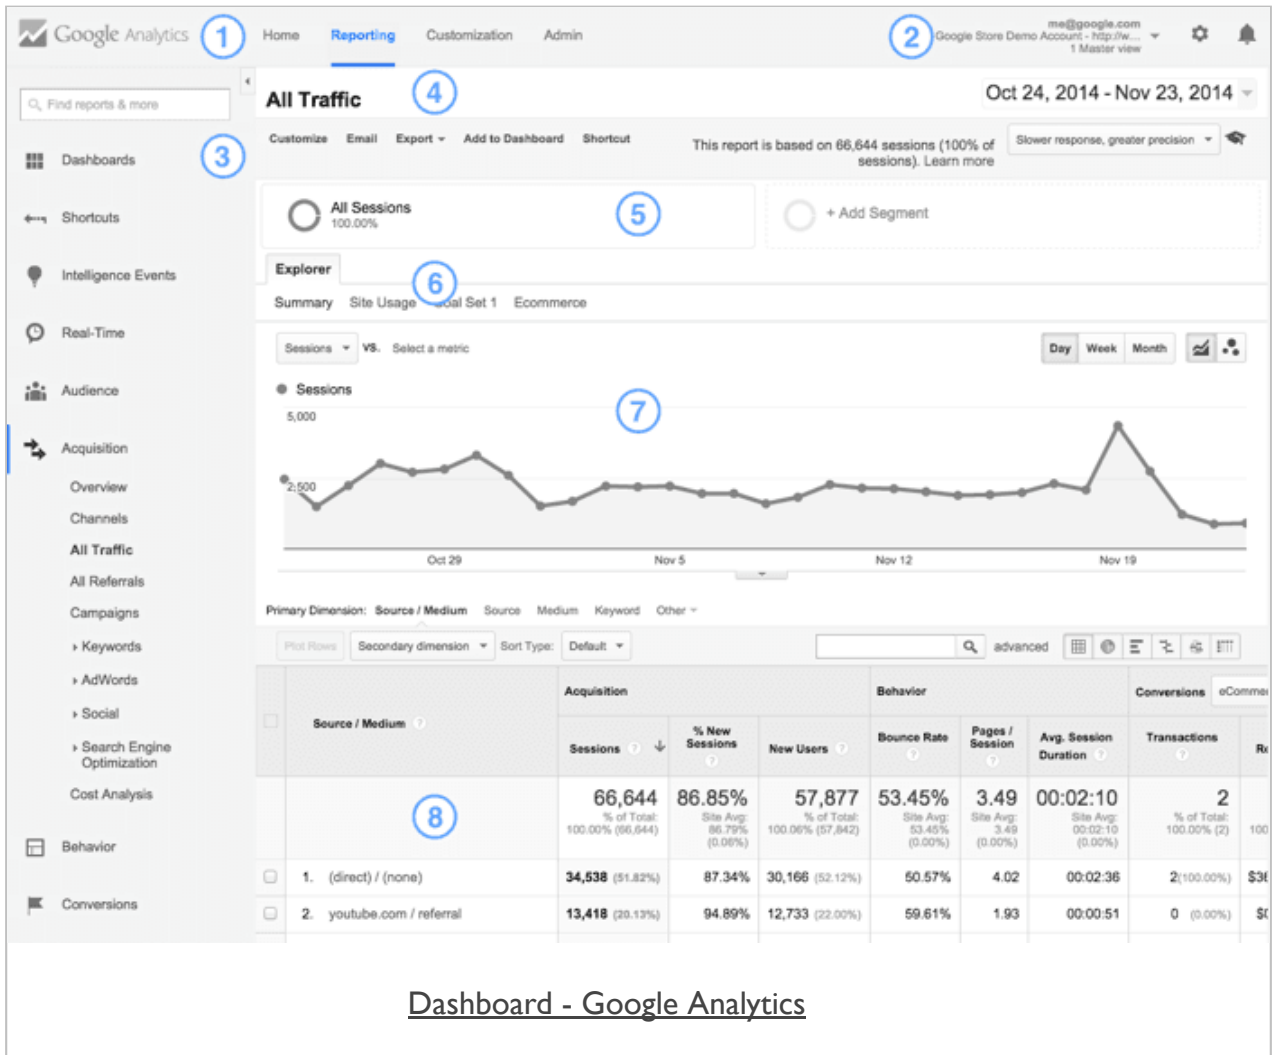 Google Analytics
1
Home
Reporting
Customization
Admin
2
me@google.com
Google Store Demo Account - http://w...
1 Master view
Find reports & more
3
Dashboards
Shortcuts
Intelligence Events
Real-Time
Audience
Acquisition
Overview
Channels
All Traffic
All Referrals
Campaigns
Keywords
AdWords
Social
Search Engine
Optimization
Cost Analysis
Behavior
Conversions
All Traffic
4
Oct 24, 2014 - Nov 23, 2014
Customize Email Export Add to Dashboard Shortcut
This report is based on 66,644 sessions (100% of
sessions). Learn more
Slower response, greater precision
All Sessions
100.00%
5
+ Add Segment
Explorer
6
Summary Site Usage Goal Set 1 Ecommerce
Sessions VS. Select a metric
Day Week Month
Sessions
7
5,000
2,500
Oct 29 Nov 5 Nov 12 Nov 19
Primary Dimension: Source / Medium Source Medium Keyword Other
Plot Rows Secondary dimension Sort Type: Default advanced
Acquisition Behavior Conversions eComme
Source / Medium ?
Sessions ?
% New
Sessions
?
New Users ?
Bounce Rate
?
Pages /
Session
?
Avg. Session
Duration ?
Transactions
?
8
66,644
% of Total:
100.00% (66,644)
86.85%
Site Avg:
86.79%
(0.06%)
57,877
% of Total:
100.06% (57,842)
53.45%
Site Avg:
53.45%
(0.00%)
3.49
Site Avg:
3.49
(0.00%)
00:02:10
Site Avg:
00:02:10
(0.00%)
2
% of Total:
100.00% (2)
100
1. (direct) / (none) 34,538 (51.82%) 87.34% 30,166 (52.12%) 50.57% 4.02 00:02:36 2(100.00%) $36
2. youtube.com / referral 13,418 (20.13%) 94.89% 12,733 (22.00%) 59.61% 1.93 00:00:51 0 (0.00%) $0
Dashboard - Google Analytics